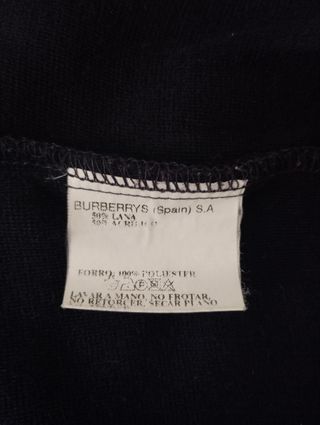 BURBERRYS (Spain) S.A
50% LANA
50% ACRILICO
FORRO: 100% POLIESTER
LAVAR A MANO, NO FROTAR,
NO RETORCER, SECAR PLANO